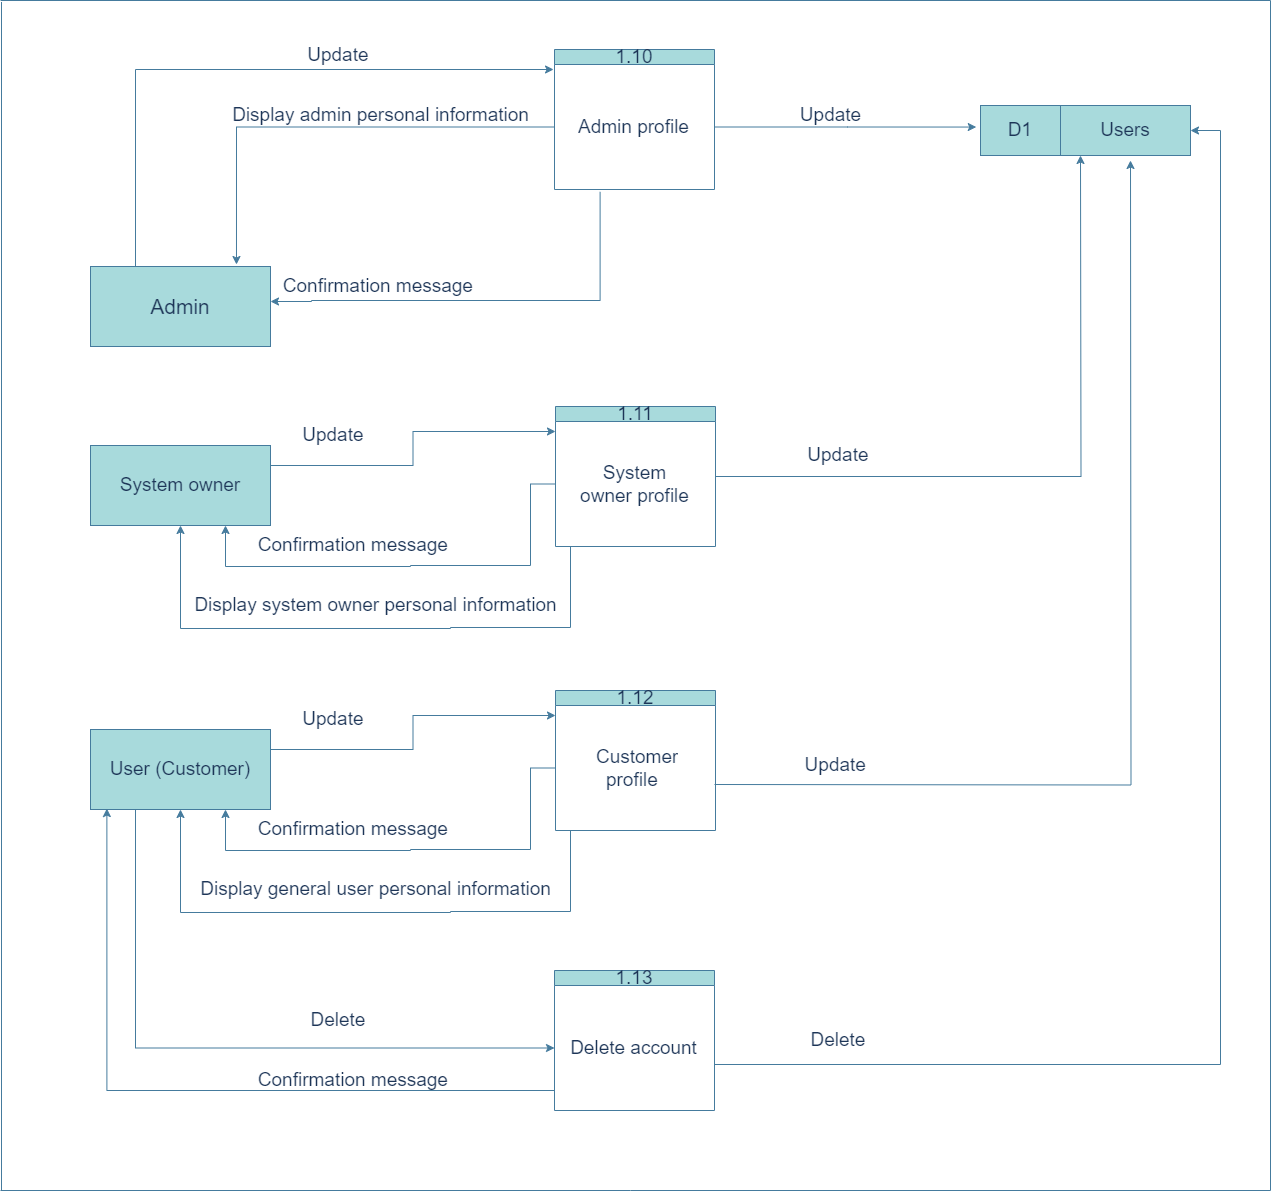 Update
1.10
Display admin personal information
Admin profile
Update
D1
Users
Confirmation message
Admin
1.11
Update
System owner
System
owner profile
Update
Confirmation message
Display system owner personal information
1.12
Update
User (Customer)
Customer
profile
Update
Confirmation message
Display general user personal information
1.13
Delete
Delete account
Delete
Confirmation message